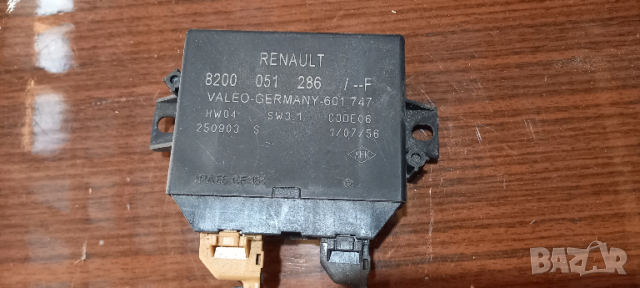 RENAULT
8200 051 286 /--F
VALEO-GERMANY-601 747
HW04 SW3.1 CODE06
250903 S 1/07/56
BAZAR